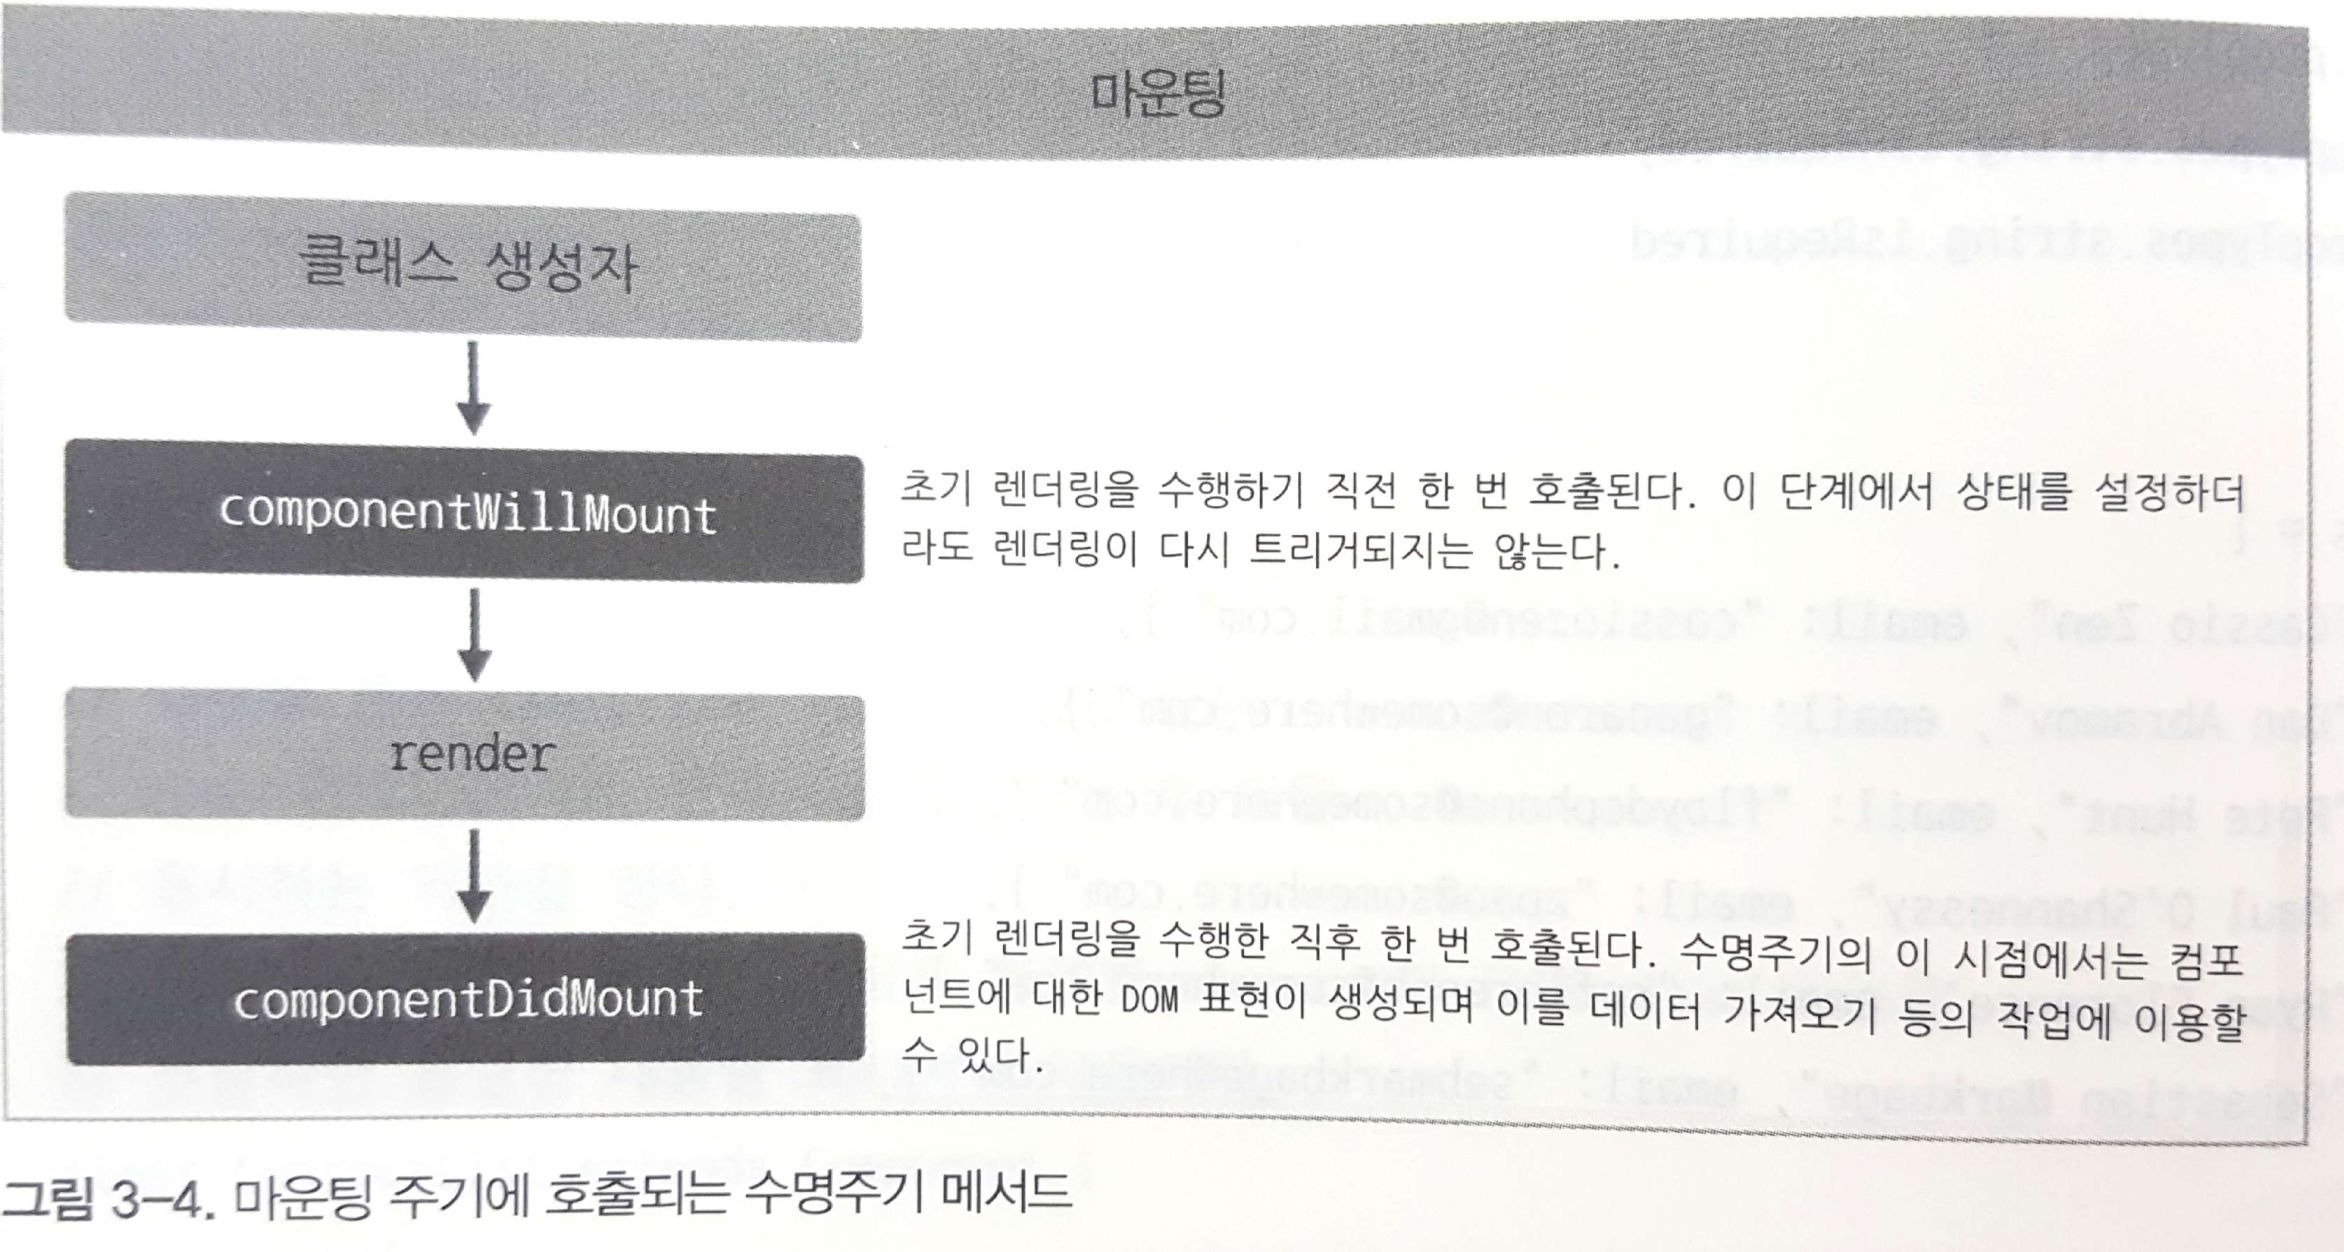 마운팅
클래스 생성자
componentWillMount
초기 렌더링을 수행하기 직전 한 번 호출된다. 이 단계에서 상태를 설정하더
라도 렌더링이 다시 트리거되지는 않는다.
render
componentDidMount
초기 렌더링을 수행한 직후 한 번 호출된다. 수명주기의 이 시점에서는 컴포
넌트에 대한 DOM 표현이 생성되며 이를 데이터 가져오기 등의 작업에 이용할
수 있다.
그림 3-4. 마운팅 주기에 호출되는 수명주기 메서드